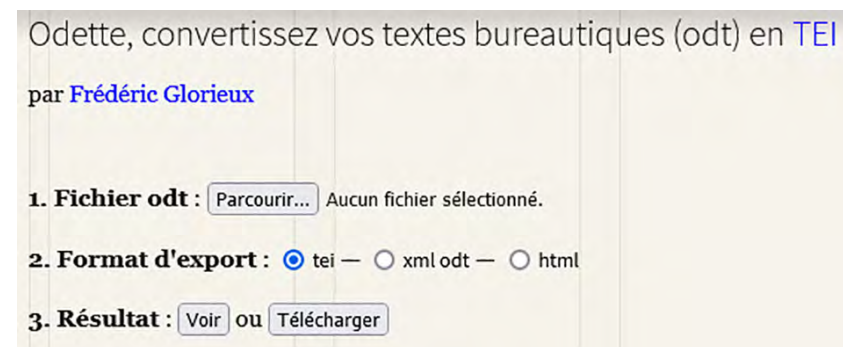 Odette, convertissez vos textes bureautiques (odt) en TEI
par Frédéric Glorieux
1. Fichier odt : Parcourir... Aucun fichier sélectionné.
2. Format d'export : tei — xml odt — html
3. Résultat : Voir ou Télécharger